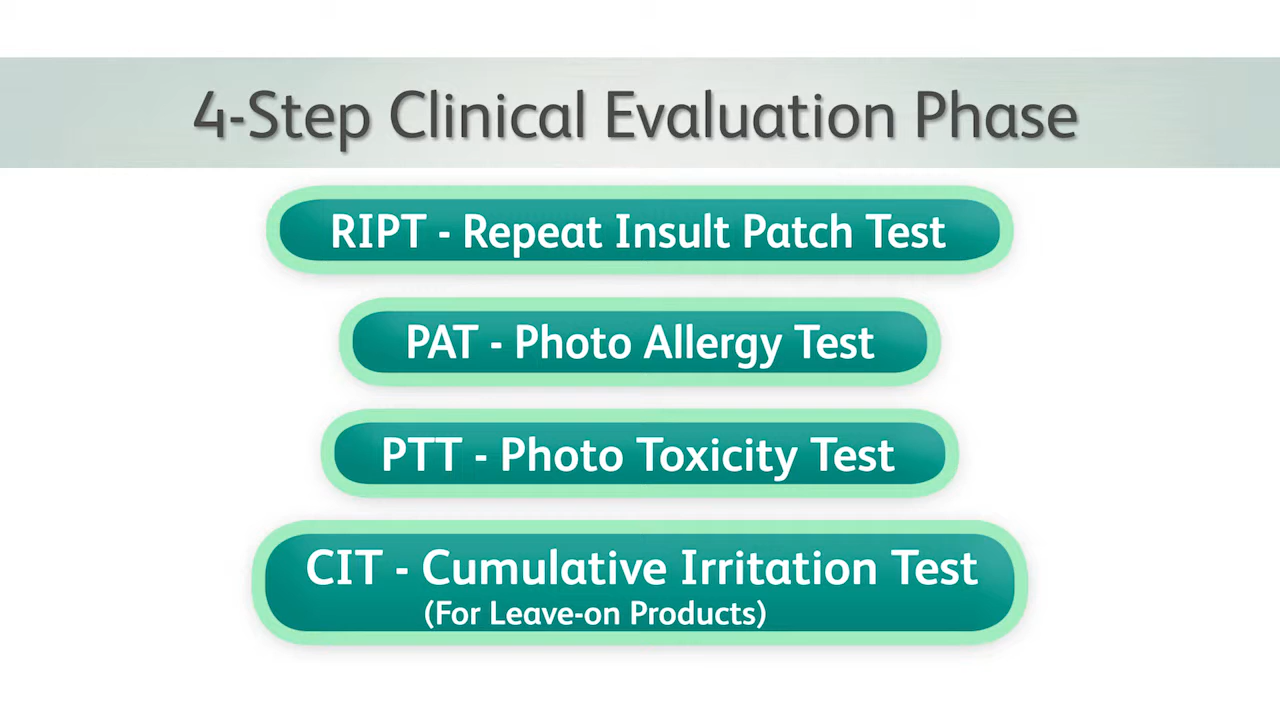 4-Step Clinical Evaluation Phase
RIPT - Repeat Insult Patch Test
PAT - Photo Allergy Test
PTT - Photo Toxicity Test
CIT - Cumulative Irritation Test
(For Leave-on Products)